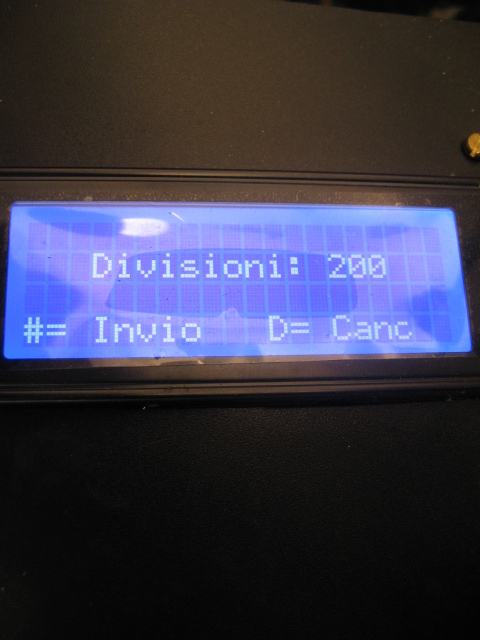 Divisioni: 200
#= Invio D= Canc